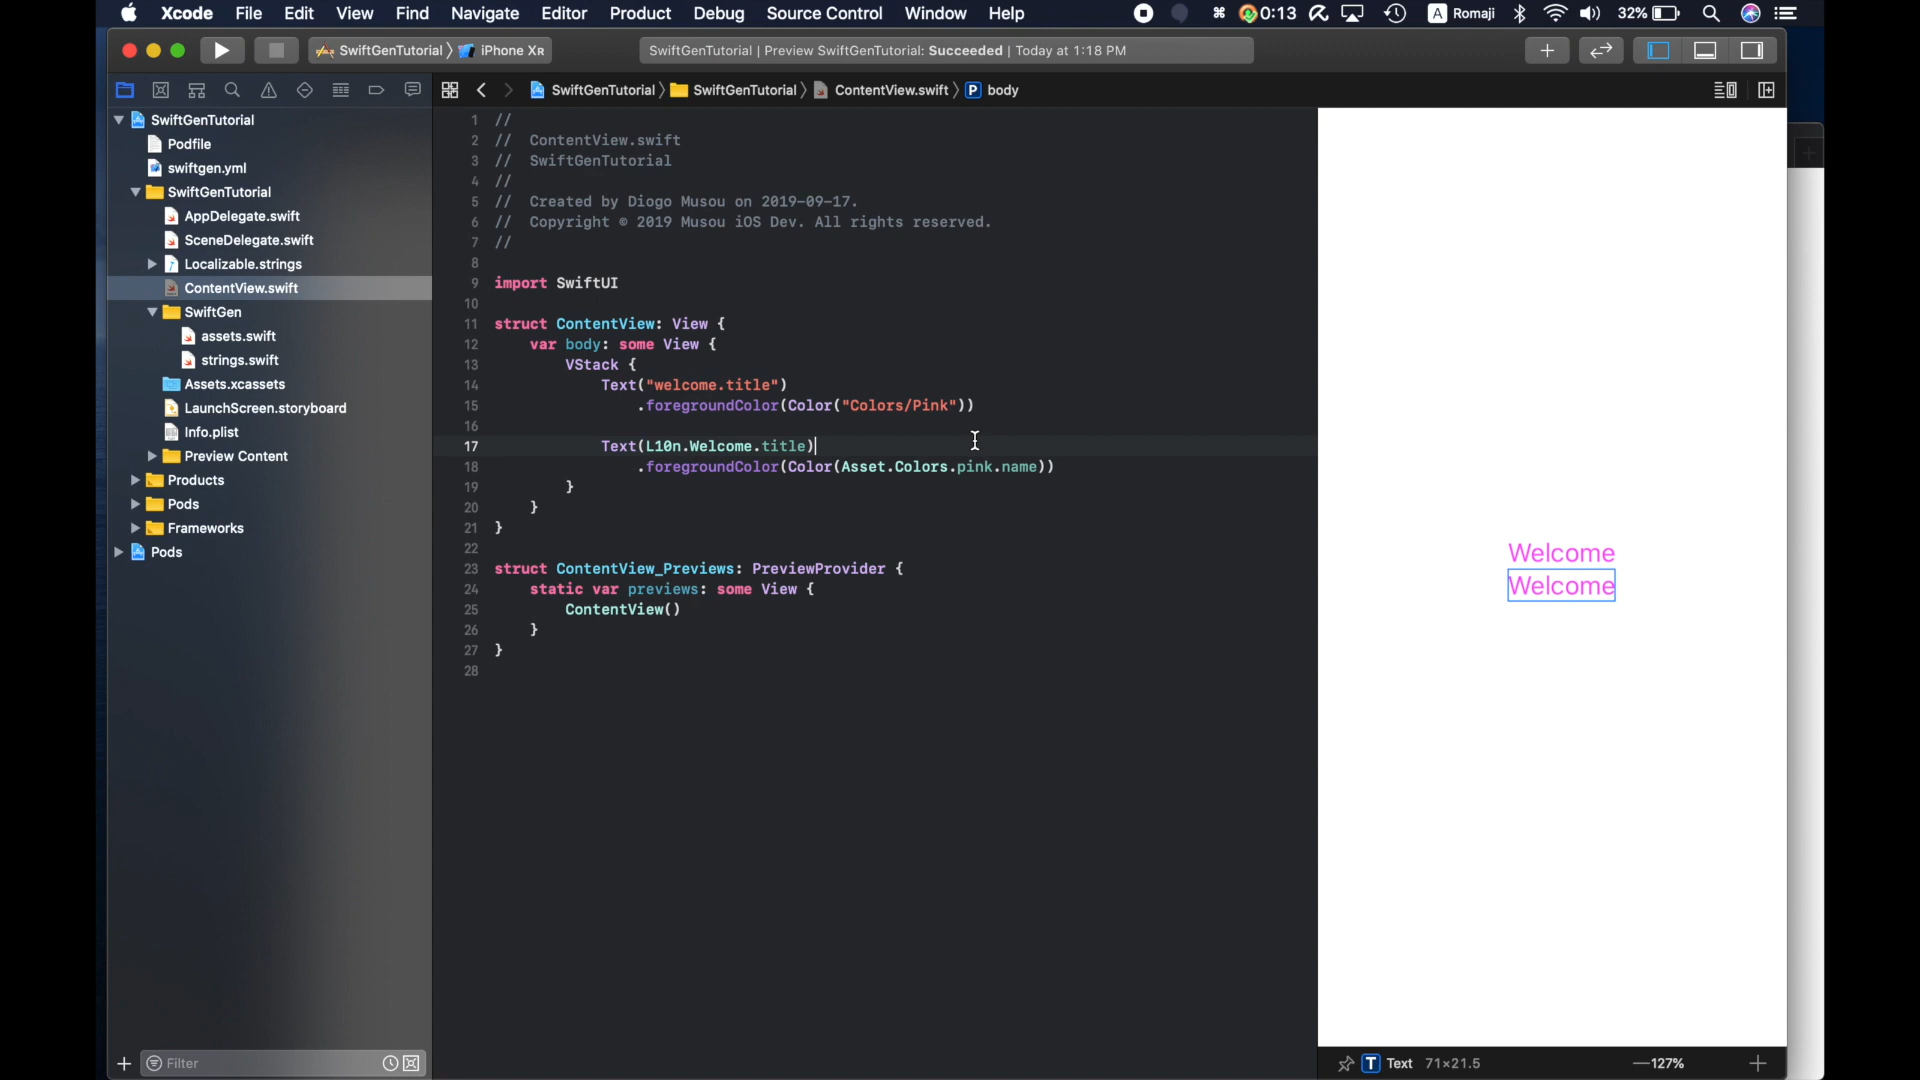 Xcode File Edit View Find Navigate Editor Product Debug Source Control Window Help 0:13 A Romaji 32%
SwiftGenTutorial iPhone XR SwiftGenTutorial | Preview SwiftGenTutorial: Succeeded | Today at 1:18 PM
SwiftGenTutorial SwiftGenTutorial ContentView.swift P body
SwiftGenTutorial
Podfile
swiftgen.yml
SwiftGenTutorial
AppDelegate.swift
SceneDelegate.swift
Localizable.strings
ContentView.swift
SwiftGen
assets.swift
strings.swift
Assets.xcassets
LaunchScreen.storyboard
Info.plist
Preview Content
Products
Pods
Frameworks
Pods
Filter
1 //
2 // ContentView.swift
3 // SwiftGenTutorial
4 //
5 // Created by Diogo Musou on 2019-09-17.
6 // Copyright © 2019 Musou iOS Dev. All rights reserved.
7 //
8
9 import SwiftUI
10
11 struct ContentView: View {
12 var body: some View {
13 VStack {
14 Text("welcome.title")
15 .foregroundColor(Color("Colors/Pink"))
16
17 Text(L10n.Welcome.title)
18 .foregroundColor(Color(Asset.Colors.pink.name))
19 }
20 }
21 }
22
23 struct ContentView_Previews: PreviewProvider {
24 static var previews: some View {
25 ContentView()
26 }
27 }
28
Welcome
Welcome
T Text 71×21.5 127%